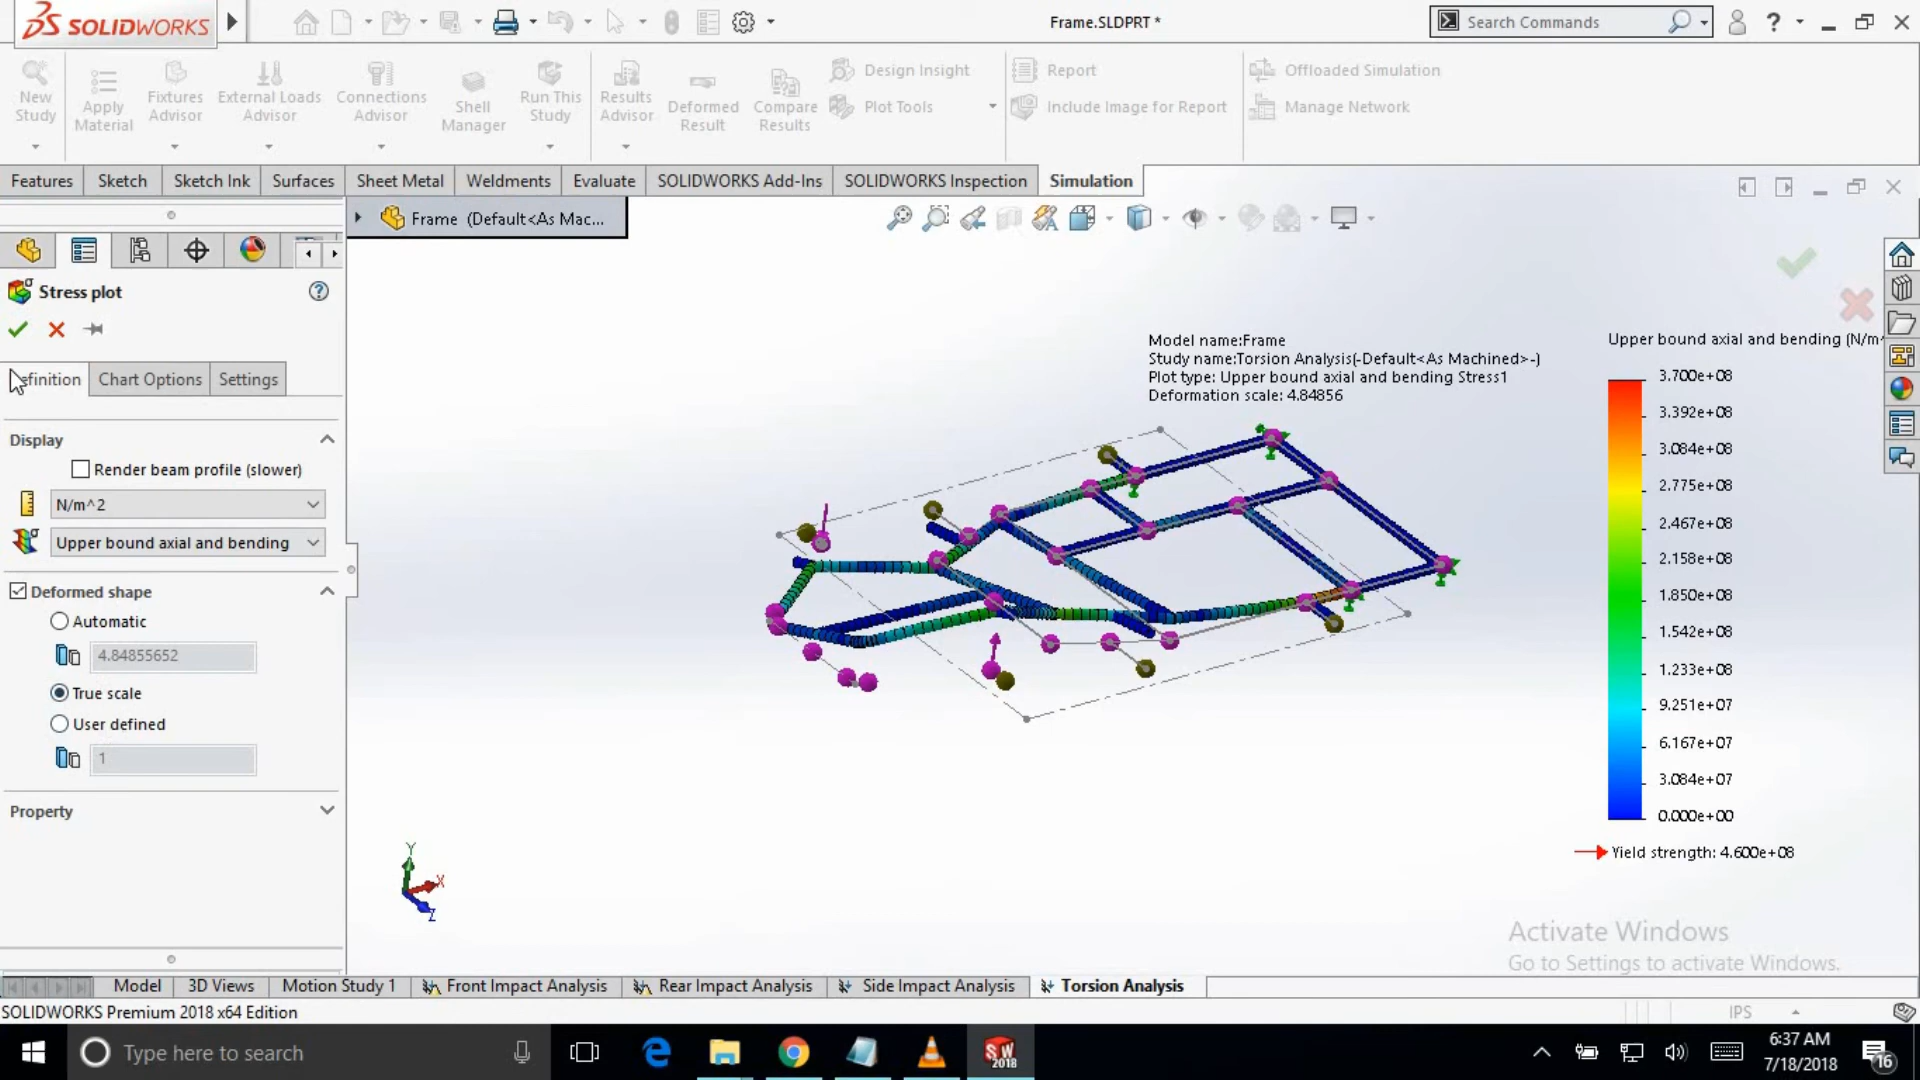 SOLIDWORKS
Frame.SLDPRT *
Search Commands
New Study
Apply Material
Fixtures Advisor
External Loads Advisor
Connections Advisor
Shell Manager
Run This Study
Results Advisor
Deformed Result
Compare Results
Design Insight
Plot Tools
Report
Include Image for Report
Offloaded Simulation
Manage Network
Features
Sketch
Sketch Ink
Surfaces
Sheet Metal
Weldments
Evaluate
SOLIDWORKS Add-Ins
SOLIDWORKS Inspection
Simulation
Frame (Default<As Mac...
Stress plot
finition
Chart Options
Settings
Display
Render beam profile (slower)
N/m^2
Upper bound axial and bending
Deformed shape
Automatic
4.84855652
True scale
User defined
1
Property
Model name:Frame
Study name:Torsion Analysis(-Default<As Machined>-)
Plot type: Upper bound axial and bending Stress1
Deformation scale: 4.84856
Upper bound axial and bending (N/m
3.700e+08
3.392e+08
3.084e+08
2.775e+08
2.467e+08
2.158e+08
1.850e+08
1.542e+08
1.233e+08
9.251e+07
6.167e+07
3.084e+07
0.000e+00
Yield strength: 4.600e+08
Y
X
Z
Activate Windows
Go to Settings to activate Windows.
Model
3D Views
Motion Study 1
Front Impact Analysis
Rear Impact Analysis
Side Impact Analysis
Torsion Analysis
SOLIDWORKS Premium 2018 x64 Edition
IPS
Type here to search
SW
2018
6:37 AM
7/18/2018
16